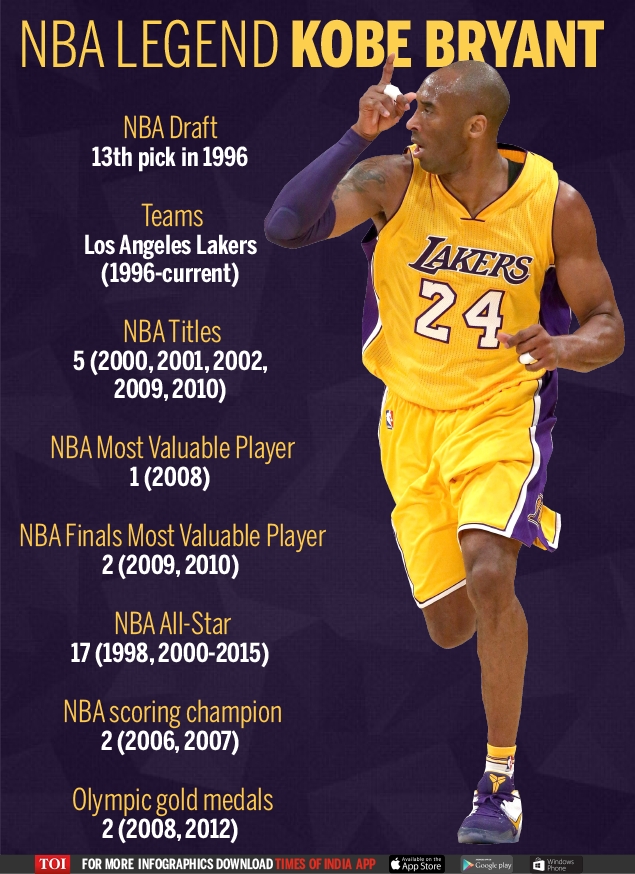 NBA LEGEND KOBE BRYANT
NBA Draft
13th pick in 1996
Teams
Los Angeles Lakers
(1996-current)
NBA Titles
5 (2000, 2001, 2002,
2009, 2010)
NBA Most Valuable Player
1 (2008)
NBA Finals Most Valuable Player
2 (2009, 2010)
NBA All-Star
17 (1998, 2000-2015)
NBA scoring champion
2 (2006, 2007)
Olympic gold medals
2 (2008, 2012)
LAKERS
24
TOI FOR MORE INFOGRAPHICS DOWNLOAD TIMES OF INDIA APP
Available on the
App Store
Google play
Windows
Phone